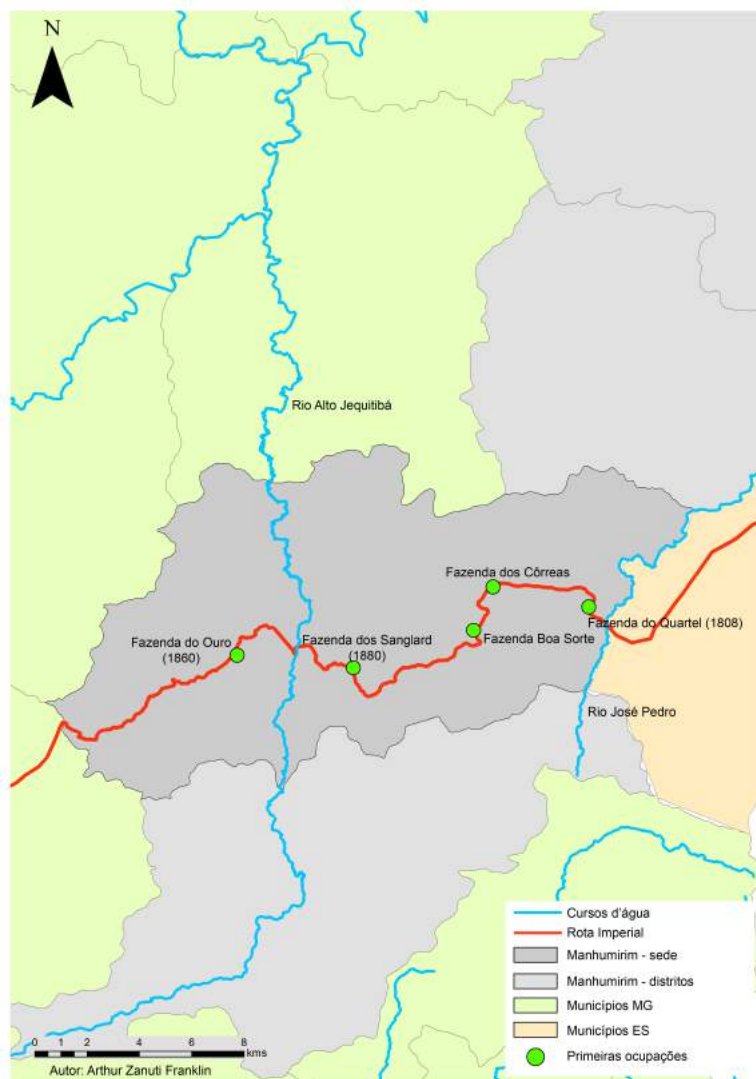 N
Rio Alto Jequitibá
Fazenda dos Côrreas
Fazenda do Quartel (1808)
Fazenda do Ouro
(1860)
Fazenda dos Sanglard
(1880)
Fazenda Boa Sorte
Rio José Pedro
Cursos d'água
Rota Imperial
Manhumirim - sede
Manhumirim - distritos
Municípios MG
Municípios ES
Primeiras ocupações
0 1 2 4 6 8
kms
Autor: Arthur Zanuti Franklin